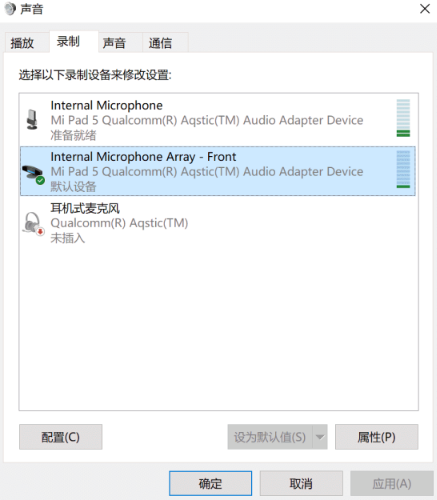 声音
播放
录制
声音
通信
选择以下录制设备来修改设置:
Internal Microphone
Mi Pad 5 Qualcomm(R) Aqstic(TM) Audio Adapter Device
准备就绪
Internal Microphone Array - Front
Mi Pad 5 Qualcomm(R) Aqstic(TM) Audio Adapter Device
默认设备
耳机式麦克风
Qualcomm(R) Aqstic(TM)
未插入
配置(C)
设为默认值(S)
属性(P)
确定
取消
应用(A)